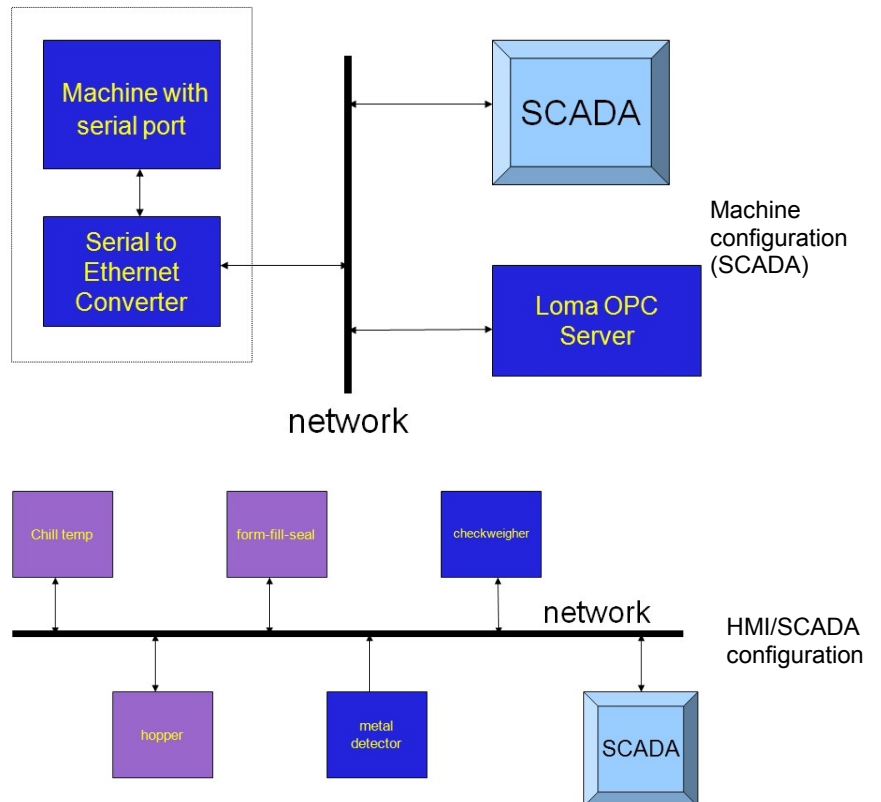 Machine with
serial port
Serial to
Ethernet
Converter
SCADA
Machine
configuration
(SCADA)
Loma OPC
Server
network
Chill temp
form-fill-seal
checkweigher
network
HMI/SCADA
configuration
hopper
metal
detector
SCADA